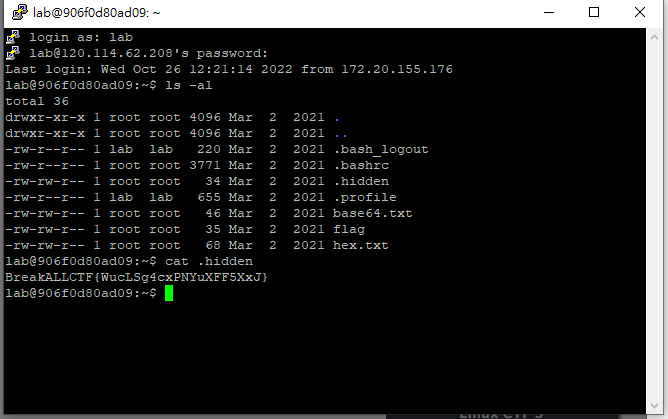 lab@906f0d80ad09: ~
login as: lab
lab@120.114.62.208's password:
Last login: Wed Oct 26 12:21:14 2022 from 172.20.155.176
lab@906f0d80ad09:~$ ls -al
total 36
drwxr-xr-x 1 root root 4096 Mar  2  2021 .
drwxr-xr-x 1 root root 4096 Mar  2  2021 ..
-rw-r--r-- 1 lab  lab   220 Mar  2  2021 .bash_logout
-rw-r--r-- 1 root root 3771 Mar  2  2021 .bashrc
-rw-rw-r-- 1 root root   34 Mar  2  2021 .hidden
-rw-r--r-- 1 lab  lab   655 Mar  2  2021 .profile
-rw-rw-r-- 1 root root   46 Mar  2  2021 base64.txt
-rw-rw-r-- 1 root root   35 Mar  2  2021 flag
-rw-rw-r-- 1 root root   68 Mar  2  2021 hex.txt
lab@906f0d80ad09:~$ cat .hidden
BreakALLCTF{WucLSg4cxPNYuXFF5XxJ}
lab@906f0d80ad09:~$